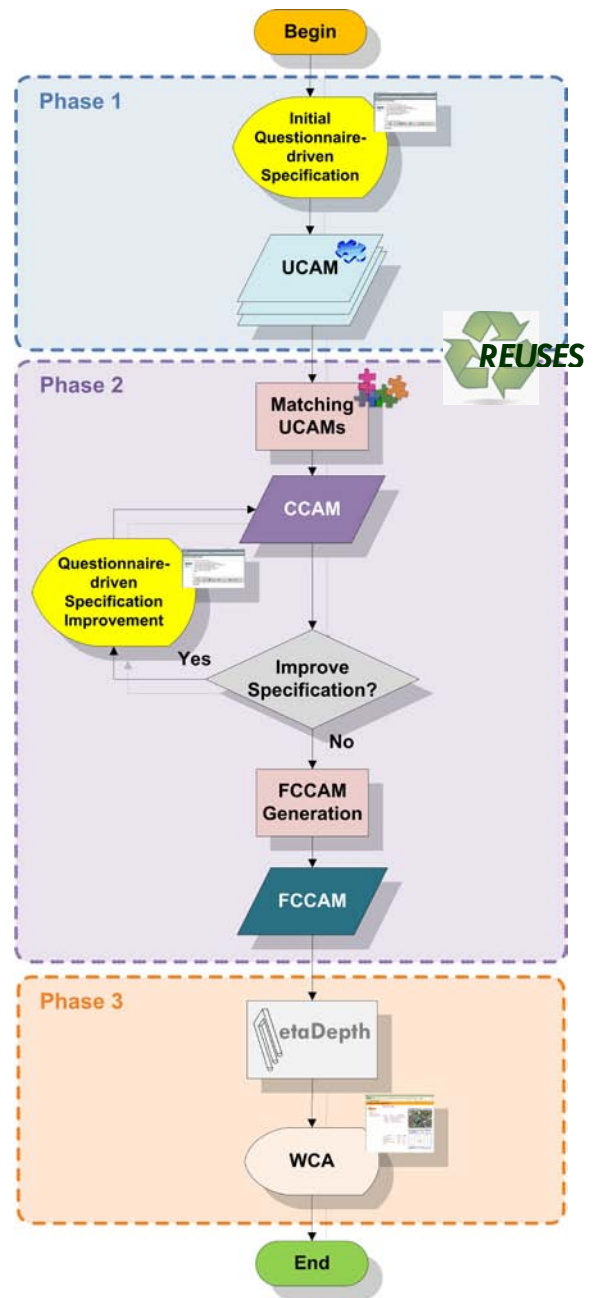 Begin
Phase 1
Initial
Questionnaire-
driven
Specification
UCAM
REUSES
Phase 2
Matching
UCAMs
CCAM
Questionnaire-
driven
Specification
Improvement
Yes
Improve
Specification?
No
FCCAM
Generation
FCCAM
Phase 3
etaDepth
WCA
End